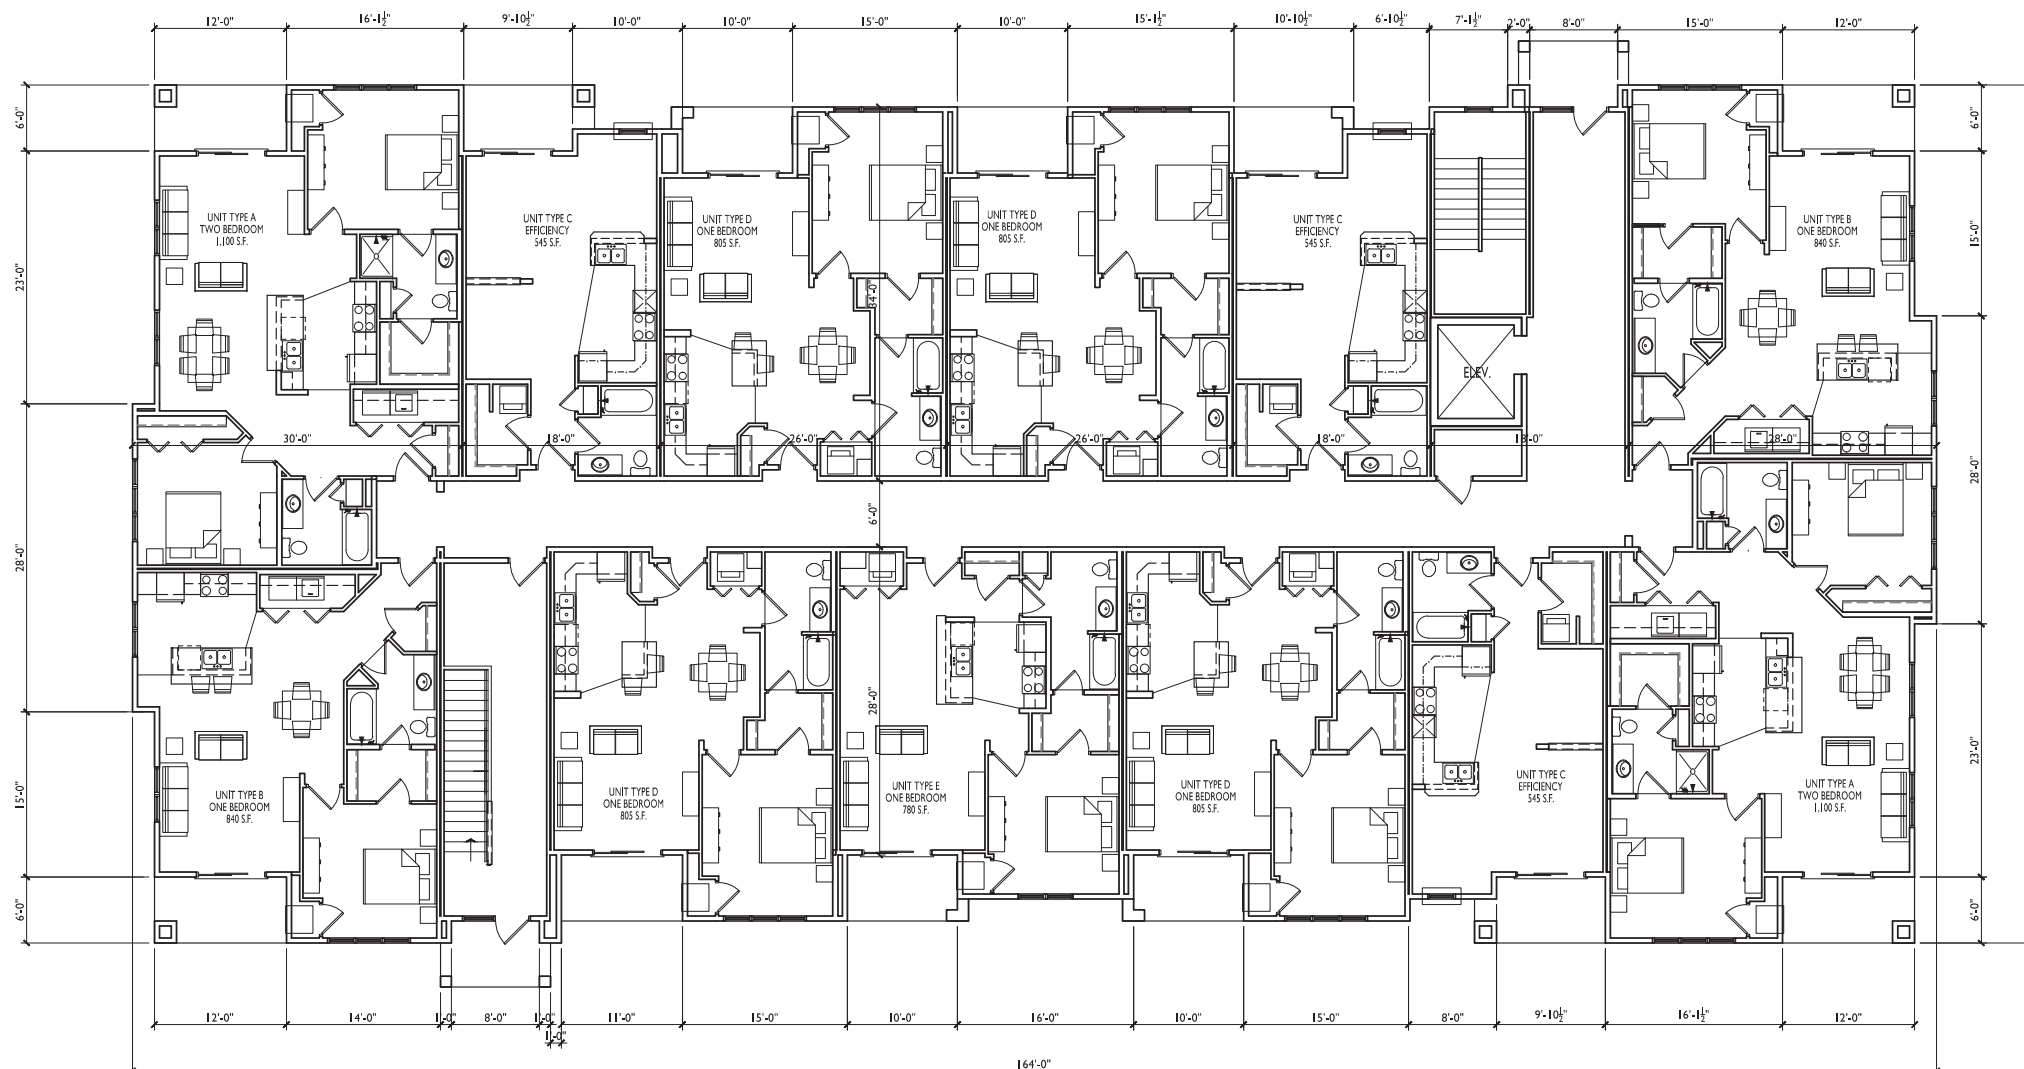 12'-0"
16'-1½"
9'-10½"
10'-0"
10'-0"
15'-0"
10'-0"
15'-1½"
10'-10½"
6'-10½"
7'-1½"
2'-0"
8'-0"
15'-0"
12'-0"
6'-0"
23'-0"
28'-0"
15'-0"
6'-0"
6'-0"
15'-0"
28'-0"
23'-0"
6'-0"
UNIT TYPE A
TWO BEDROOM
1,100 S.F.
UNIT TYPE C
EFFICIENCY
545 S.F.
UNIT TYPE D
ONE BEDROOM
805 S.F.
UNIT TYPE D
ONE BEDROOM
805 S.F.
UNIT TYPE C
EFFICIENCY
545 S.F.
UNIT TYPE B
ONE BEDROOM
840 S.F.
34'-0"
ELEV.
30'-0"
18'-0"
26'-0"
26'-0"
18'-0"
18'-0"
28'-0"
6'-0"
28'-0"
UNIT TYPE B
ONE BEDROOM
840 S.F.
UNIT TYPE D
ONE BEDROOM
805 S.F.
UNIT TYPE E
ONE BEDROOM
780 S.F.
UNIT TYPE D
ONE BEDROOM
805 S.F.
UNIT TYPE C
EFFICIENCY
545 S.F.
UNIT TYPE A
TWO BEDROOM
1,100 S.F.
12'-0"
14'-0"
1'-0"
8'-0"
1'-0"
1'-0"
11'-0"
15'-0"
10'-0"
16'-0"
10'-0"
15'-0"
8'-0"
9'-10½"
16'-1½"
12'-0"
164'-0"